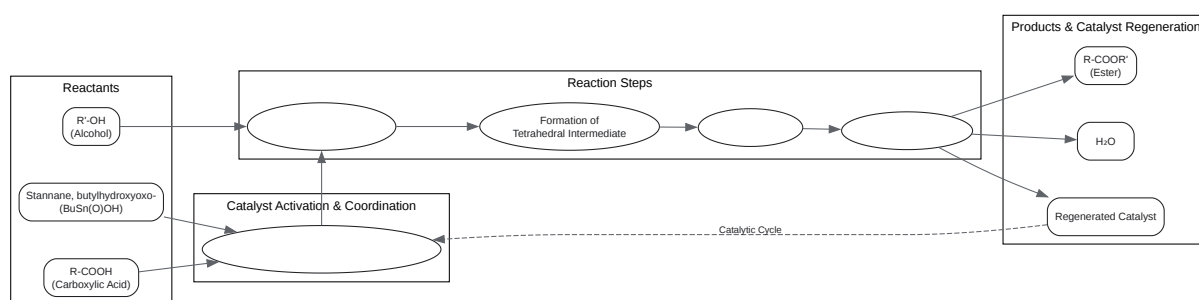 Products & Catalyst Regeneration
R-COOR'
(Ester)
Reaction Steps
Reactants
R'-OH
(Alcohol)
Formation of
Tetrahedral Intermediate
H₂O
Stannane, butylhydroxyoxo-
(BuSn(O)OH)
Catalyst Activation & Coordination
Regenerated Catalyst
Catalytic Cycle
R-COOH
(Carboxylic Acid)